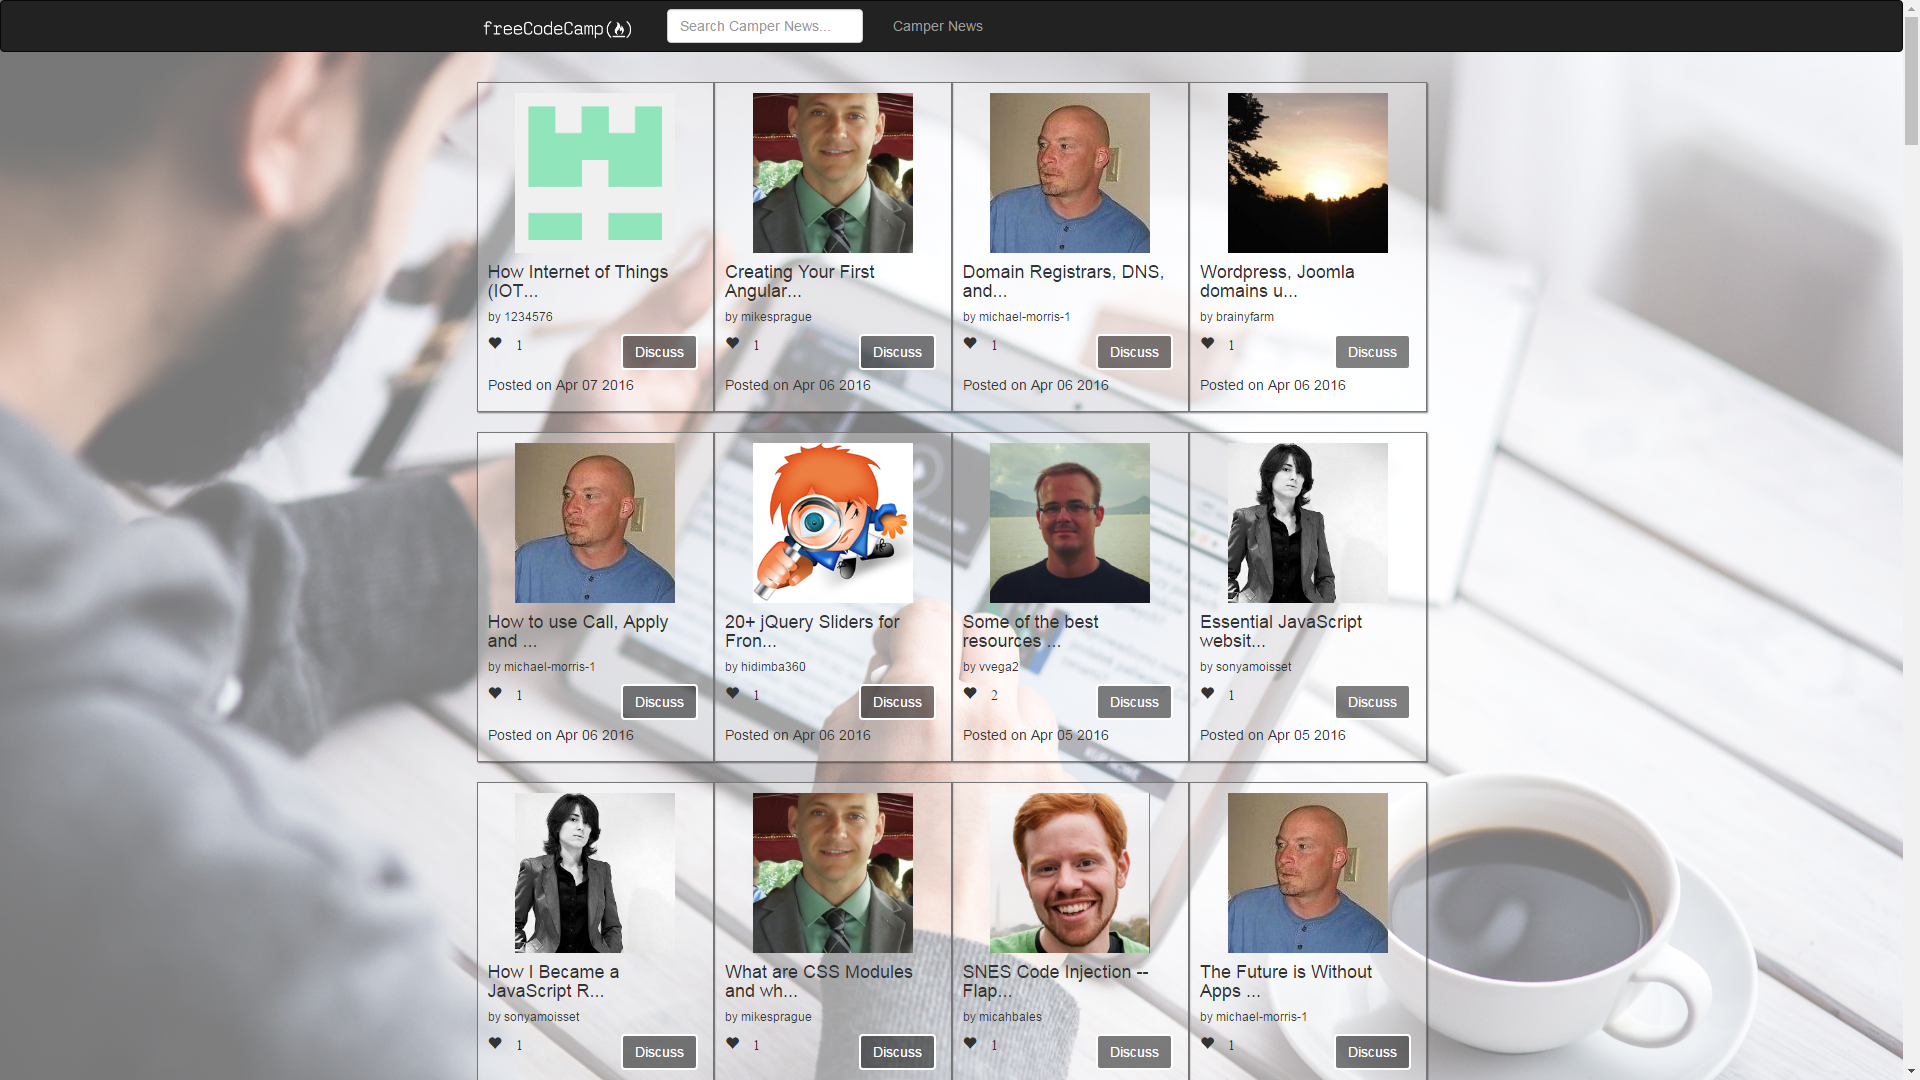 freeCodeCamp
Search Camper News...
Camper News
How Internet of Things
(IOT...
by 1234576
1
Discuss
Posted on Apr 07 2016
Creating Your First
Angular...
by mikesprague
1
Discuss
Posted on Apr 06 2016
Domain Registrars, DNS,
and...
by michael-morris-1
1
Discuss
Posted on Apr 06 2016
Wordpress, Joomla
domains u...
by brainyfarm
1
Discuss
Posted on Apr 06 2016
How to use Call, Apply
and ...
by michael-morris-1
1
Discuss
Posted on Apr 06 2016
20+ jQuery Sliders for
Fron...
by hidimba360
1
Discuss
Posted on Apr 06 2016
Some of the best
resources ...
by vvega2
2
Discuss
Posted on Apr 05 2016
Essential JavaScript
websit...
by sonyamoisset
1
Discuss
Posted on Apr 05 2016
How I Became a
JavaScript R...
by sonyamoisset
1
Discuss
What are CSS Modules
and wh...
by mikesprague
1
Discuss
SNES Code Injection --
Flap...
by micahbales
1
Discuss
The Future is Without
Apps ...
by michael-morris-1
1
Discuss